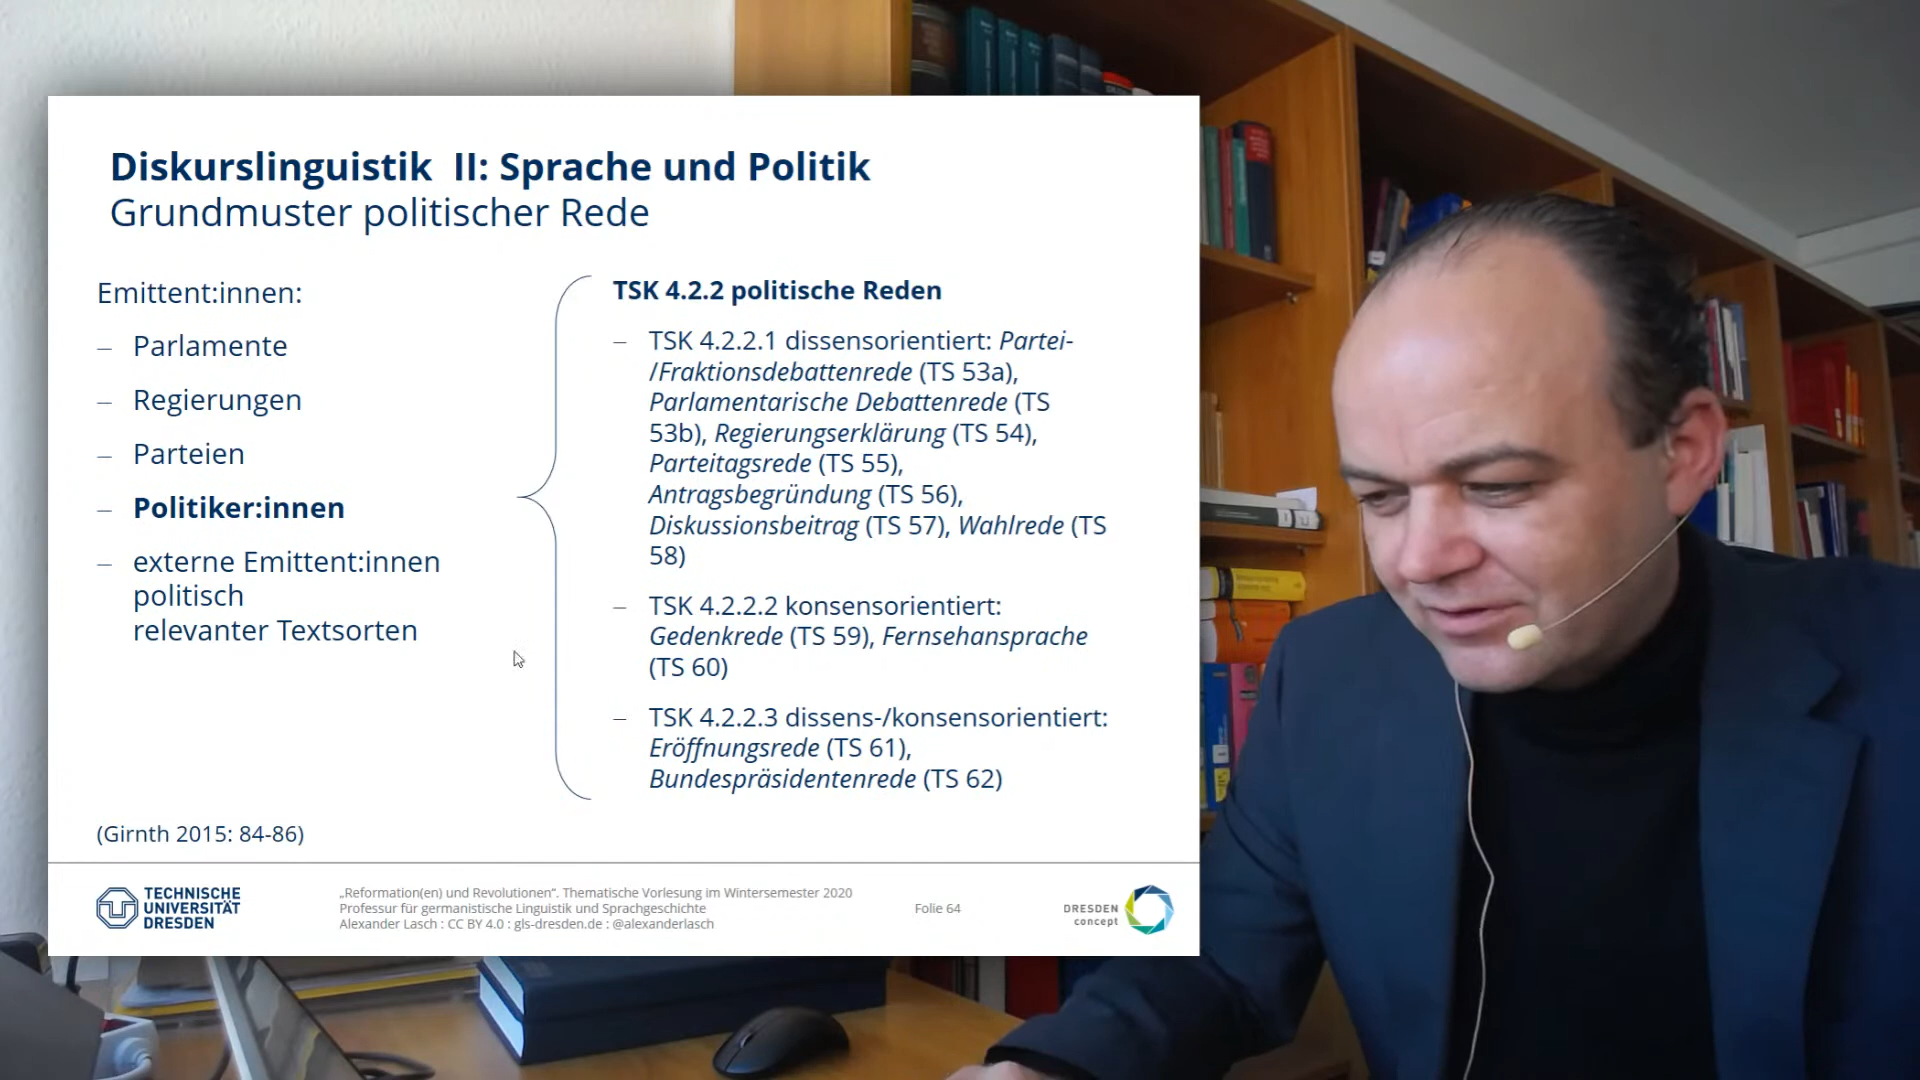 Diskurslinguistik II: Sprache und Politik
Grundmuster politischer Rede
Emittent:innen:
– Parlamente
– Regierungen
– Parteien
– Politiker:innen
– externe Emittent:innen
politisch
relevanter Textsorten
(Girnth 2015: 84-86)
TSK 4.2.2 politische Reden
– TSK 4.2.2.1 dissensorientiert: Partei-
/Fraktionsdebattenrede (TS 53a),
Parlamentarische Debattenrede (TS
53b), Regierungserklärung (TS 54),
Parteitagsrede (TS 55),
Antragsbegründung (TS 56),
Diskussionsbeitrag (TS 57), Wahlrede (TS
58)
– TSK 4.2.2.2 konsensorientiert:
Gedenkrede (TS 59), Fernsehansprache
(TS 60)
– TSK 4.2.2.3 dissens-/konsensorientiert:
Eröffnungsrede (TS 61),
Bundespräsidentenrede (TS 62)
TECHNISCHE
UNIVERSITÄT
DRESDEN
„Reformation(en) und Revolutionen“. Thematische Vorlesung im Wintersemester 2020
Professur für germanistische Linguistik und Sprachgeschichte
Alexander Lasch : CC BY 4.0 : gls-dresden.de : @alexanderlasch
Folie 64
DRESDEN
concept